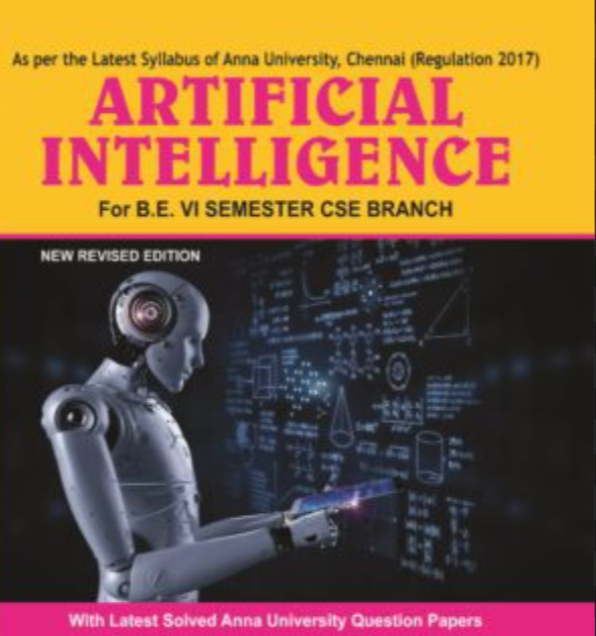 As per the Latest Syllabus of Anna University, Chennai (Regulation 2017)
ARTIFICIAL
INTELLIGENCE
For B.E. VI SEMESTER CSE BRANCH
NEW REVISED EDITION
With Latest Solved Anna University Question Papers